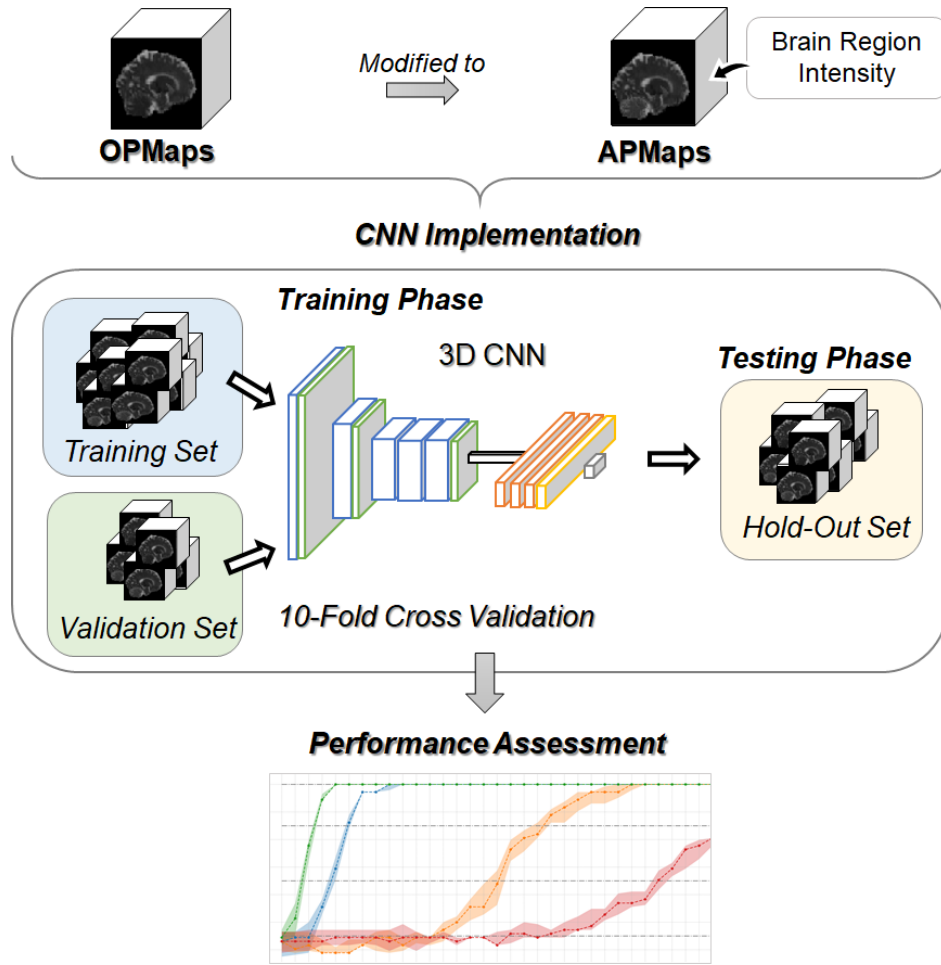 Modified to
Brain Region
Intensity
OPMaps
APMaps
CNN Implementation
Training Phase
3D CNN
Testing Phase
Training Set
Hold-Out Set
Validation Set
10-Fold Cross Validation
Performance Assessment